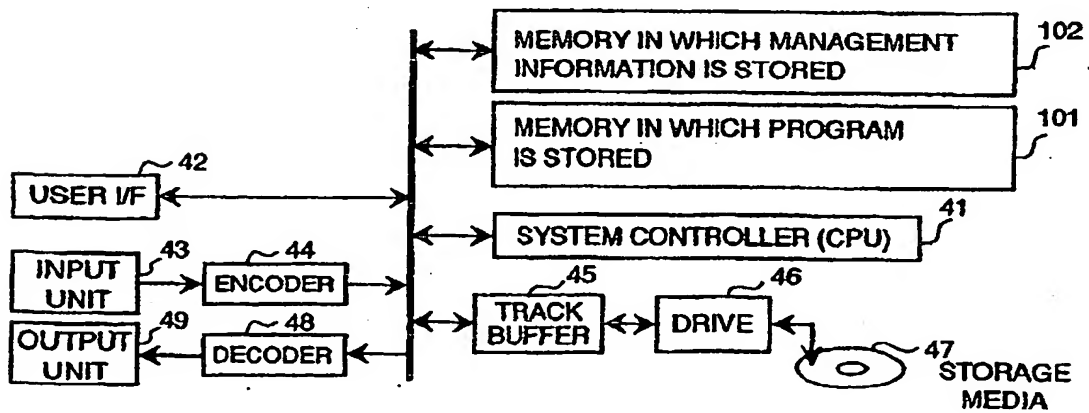 102
MEMORY IN WHICH MANAGEMENT
INFORMATION IS STORED
101
MEMORY IN WHICH PROGRAM
IS STORED
42
USER I/F
41
SYSTEM CONTROLLER (CPU)
43
INPUT
UNIT
44
ENCODER
45
TRACK
BUFFER
46
DRIVE
49
OUTPUT
UNIT
48
DECODER
47
STORAGE
MEDIA